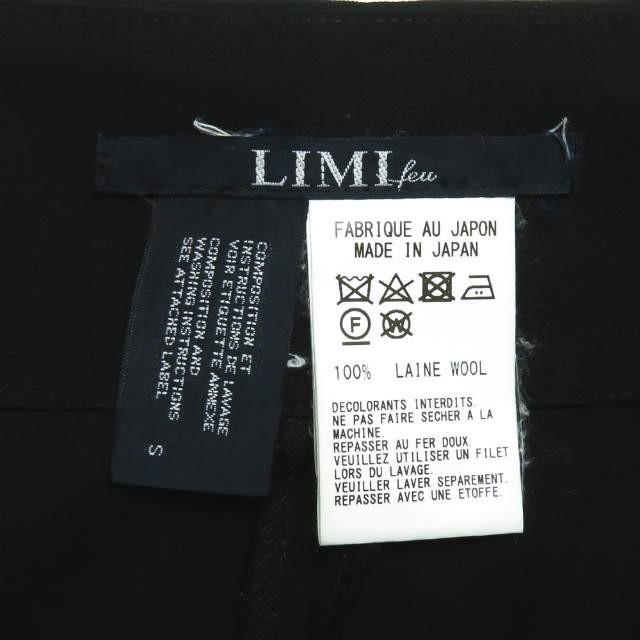 LIMI feu
COMPOSITION ET
INSTRUCTIONS DE LAVAGE
VOIR ETIQUETTE ANNEXE
COMPOSITION AND
WASHING INSTRUCTIONS
SEE ATTACHED LABEL
S
FABRIQUE AU JAPON
MADE IN JAPAN
F W
100% LAINE WOOL
DECOLORANTS INTERDITS.
NE PAS FAIRE SECHER A LA
MACHINE.
REPASSER AU FER DOUX.
VEUILLEZ UTILISER UN FILET
LORS DU LAVAGE.
VEUILLER LAVER SEPAREMENT.
REPASSER AVEC UNE ETOFFE.